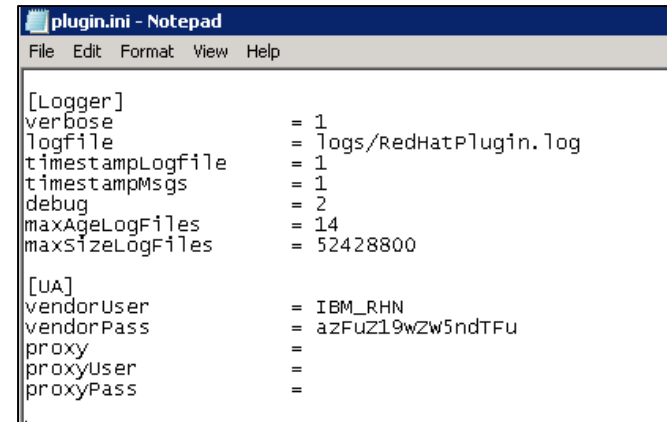 plugin.ini - Notepad
File Edit Format View Help
[Logger]
verbose = 1
logfile = logs/RedHatPlugin.log
timestampLogfile = 1
timestampMsgs = 1
debug = 2
maxAgeLogFiles = 14
maxSizeLogFiles = 52428800
[UA]
vendorUser = IBM_RHN
vendorPass = azFuZ19wZW5ndTFu
proxy =
proxyUser =
proxyPass =